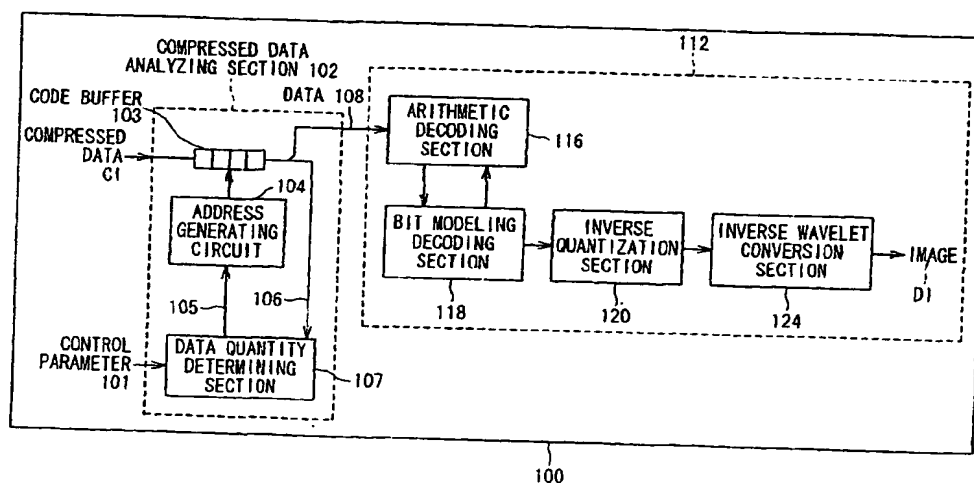 COMPRESSED DATA
ANALYZING SECTION 102
112
CODE BUFFER
103
DATA 108
COMPRESSED
DATA
C1
ARITHMETIC
DECODING
SECTION
116
104
ADDRESS
GENERATING
CIRCUIT
BIT MODELING
DECODING
SECTION
INVERSE
QUANTIZATION
SECTION
INVERSE WAVELET
CONVERSION
SECTION
IMAGE
D1
118
120
124
105
106
CONTROL
PARAMETER
101
DATA QUANTITY
DETERMINING
SECTION
107
100